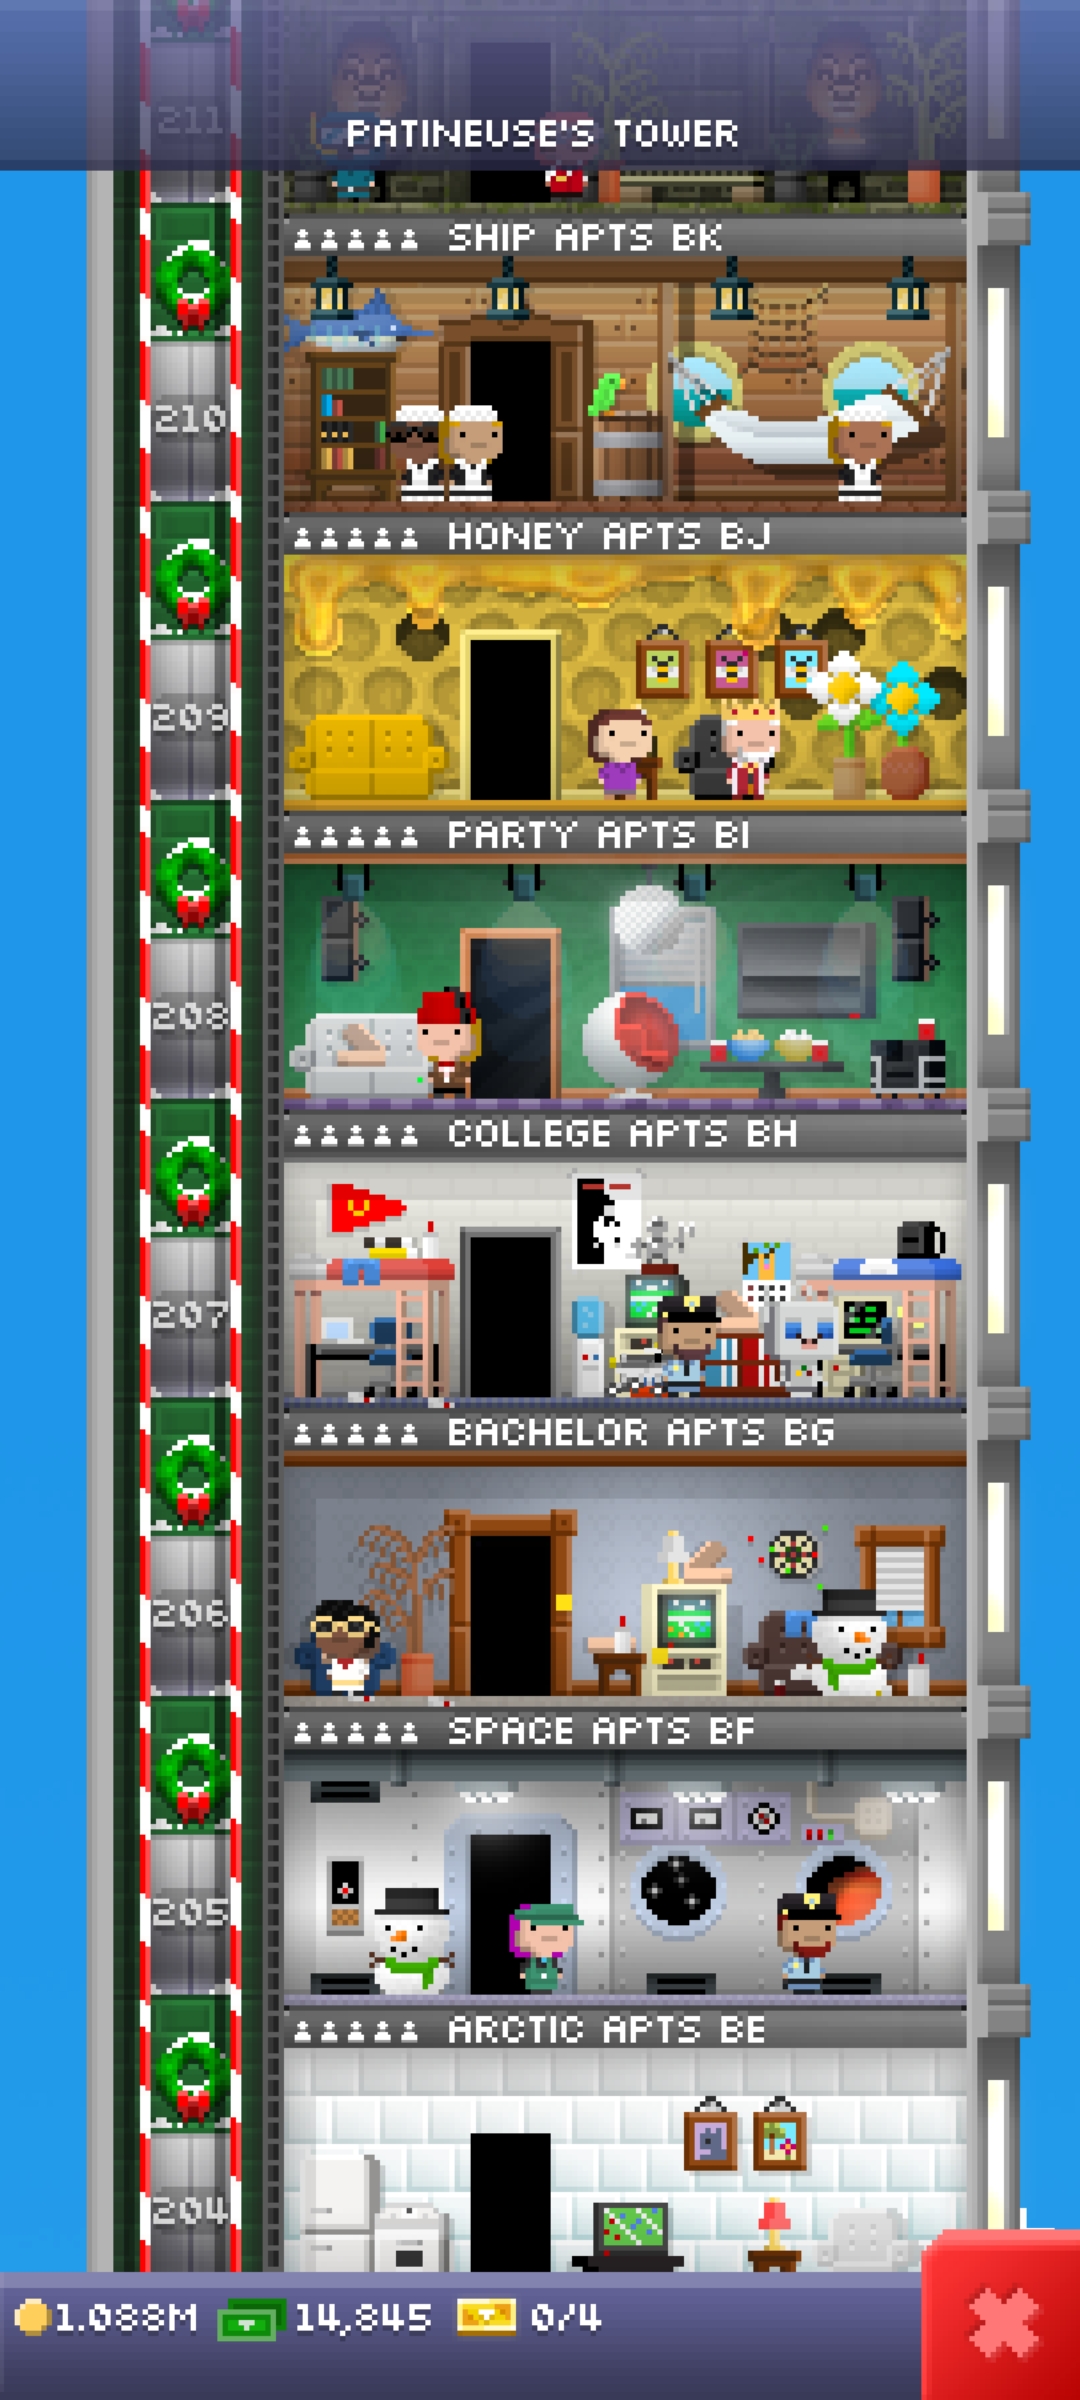 211
PATINEUSE'S TOWER
SHIP APTS BK
210
HONEY APTS BJ
209
PARTY APTS BI
208
COLLEGE APTS BH
207
BACHELOR APTS BG
206
SPACE APTS BF
205
ARCTIC APTS BE
204
1.088M 14,845 0/4